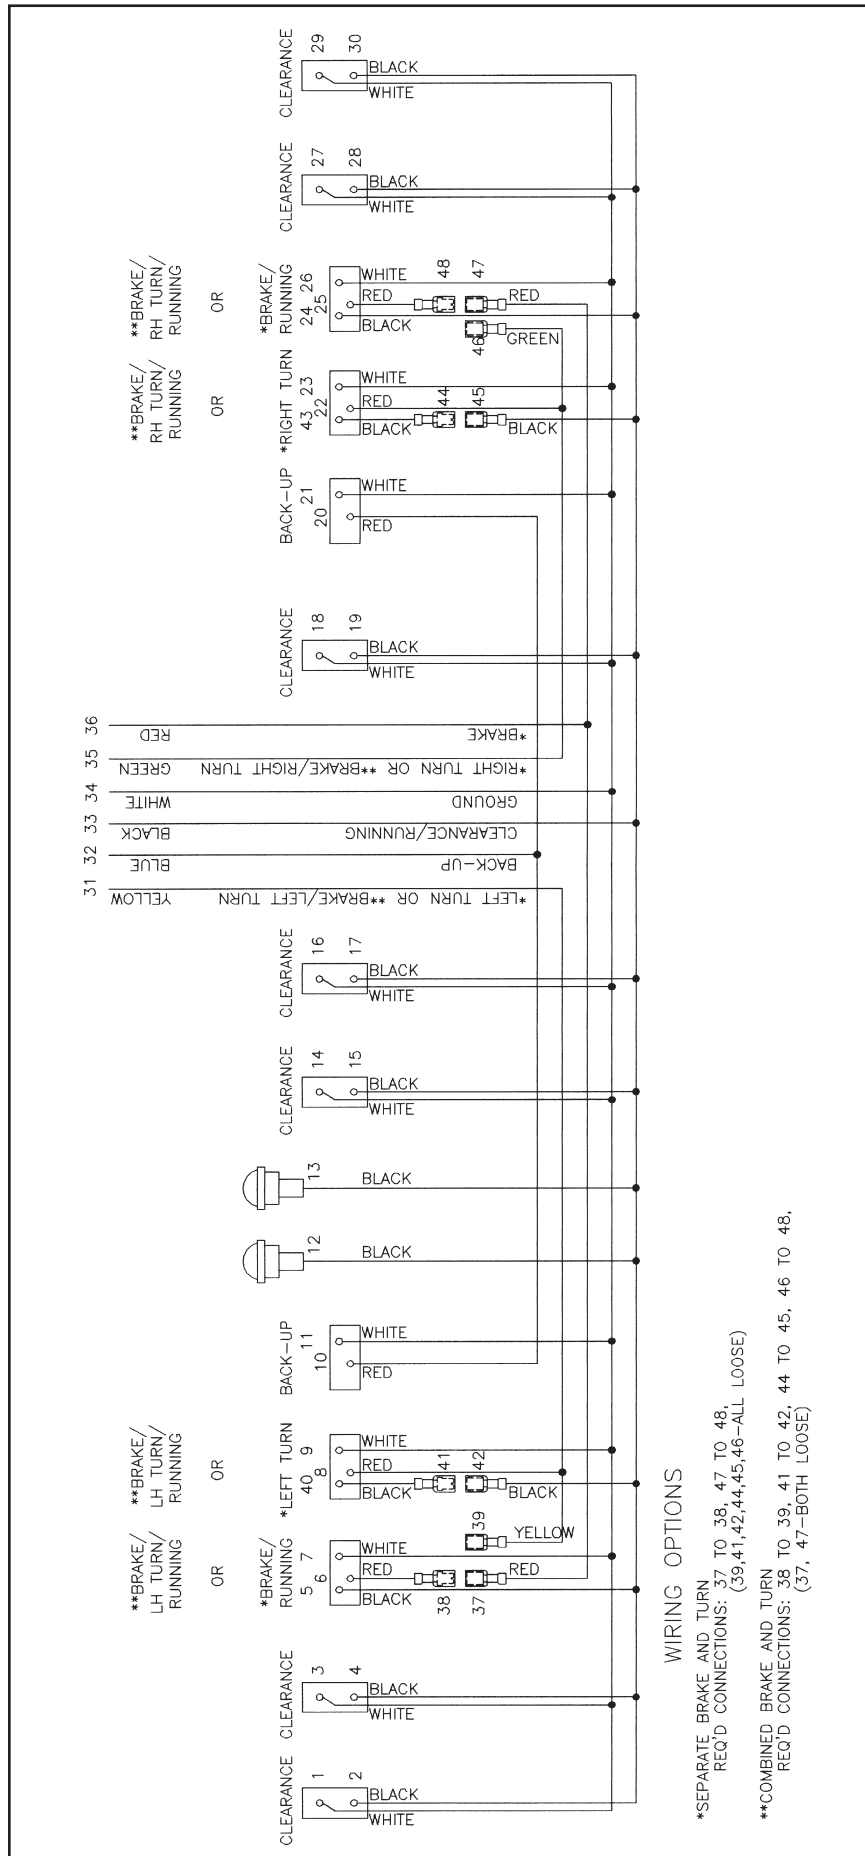 CLEARANCE
29
30
BLACK
WHITE
CLEARANCE
27
28
BLACK
WHITE
**BRAKE/
RH TURN/
RUNNING
OR
*BRAKE/
RUNNING
24
25
26
WHITE
RED
BLACK
48
47
46
RED
GREEN
**BRAKE/
RH TURN/
RUNNING
OR
*RIGHT TURN
43
22
23
WHITE
RED
BLACK
44
45
BLACK
BACK-UP
20
21
WHITE
RED
CLEARANCE
18
19
BLACK
WHITE
36
RED
*BRAKE
35
GREEN
*RIGHT TURN OR **BRAKE/RIGHT TURN
34
WHITE
GROUND
33
BLACK
CLEARANCE/RUNNING
32
BLUE
BACK-UP
31
YELLOW
*LEFT TURN OR **BRAKE/LEFT TURN
CLEARANCE
16
17
BLACK
WHITE
CLEARANCE
14
15
BLACK
WHITE
13
BLACK
12
BLACK
BACK-UP
10
11
WHITE
RED
**BRAKE/
LH TURN/
RUNNING
OR
*LEFT TURN
40
8
9
WHITE
RED
BLACK
41
42
BLACK
**BRAKE/
LH TURN/
RUNNING
OR
*BRAKE/
RUNNING
5
6
7
WHITE
RED
BLACK
38
37
39
YELLOW
RED
CLEARANCE
3
4
BLACK
WHITE
CLEARANCE
1
2
BLACK
WHITE
WIRING OPTIONS
*SEPARATE BRAKE AND TURN
REQ'D CONNECTIONS: 37 TO 38, 47 TO 48,
(39,41,42,44,45,46-ALL LOOSE)
**COMBINED BRAKE AND TURN
REQ'D CONNECTIONS: 38 TO 39, 41 TO 42, 44 TO 45, 46 TO 48,
(37, 47-BOTH LOOSE)